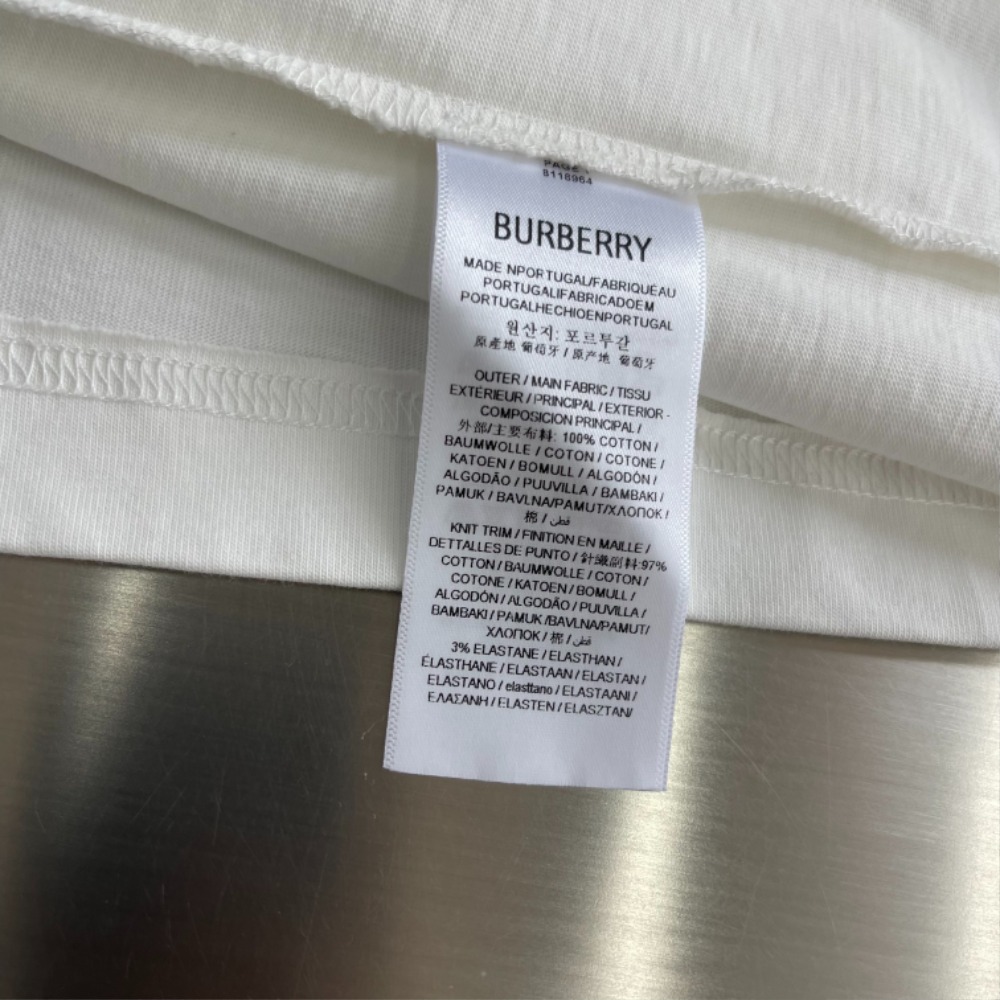 PAGE
8118964
BURBERRY
MADE NPORTUGAL/FABRIQUEAU
PORTUGALIFABRICADOEM
PORTUGALHECHIOENPORTUGAL
원산지: 포르투간
原產地 葡萄牙 / 原产地 葡萄牙
OUTER / MAIN FABRIC / TISSU
EXTÉRIEUR / PRINCIPAL / EXTERIOR -
COMPOSICION PRINCIPAL /
外部/主要布料: 100% COTTON /
BAUMWOLLE / COTON / COTONE /
KATOEN / BOMULL / ALGODÓN /
ALGODÃO / PUUVILLA / BAMBAKI /
PAMUK / BAVLNA/PAMUT/ХЛОПОК /
棉 / قطن
KNIT TRIM / FINITION EN MAILLE /
DETTALLES DE PUNTO / 針織副料:97%
COTTON / BAUMWOLLE / COTON /
COTONE / KATOEN / BOMULL /
ALGODÓN / ALGODÃO / PUUVILLA /
BAMBAKI / PAMUK /BAVLNA/PAMUT/
ХЛОПОК / 棉 / قطن /
3% ELASTANE / ELASTHAN /
ÉLASTHANE / ELASTAAN / ELASTAN /
ELASTANO / elasttano / ELASTAANI /
ΕΛΑΣΑΝΗ / ELASTEN / ELASZTAN/